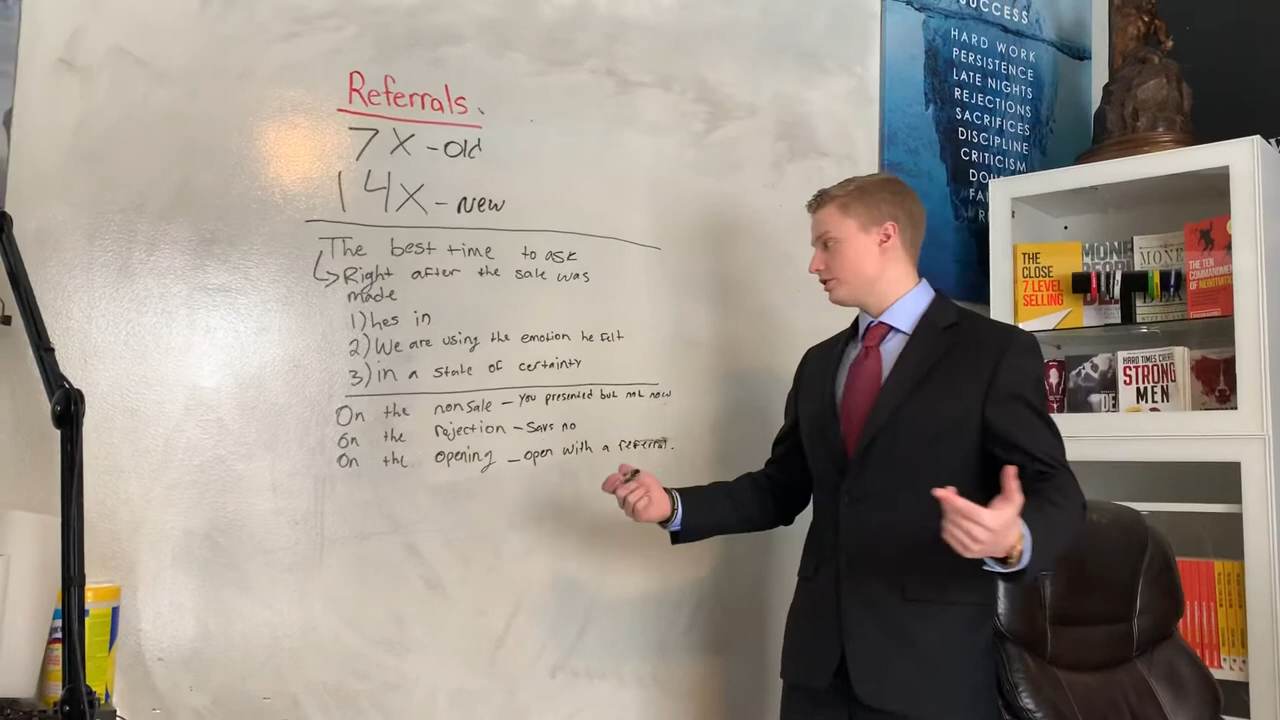 Referrals.
7X - old
14X - new
The best time to ask
Right after the sale was
made
1) hes in
2) We are using the emotion he felt
3) in a state of certainty
On the nonsale - you presented but not now
On the rejection - Says no
On the opening - open with a referral.
SUCCESS
HARD WORK
PERSISTENCE
LATE NIGHTS
REJECTIONS
SACRIFICES
DISCIPLINE
CRITICISM
THE
CLOSE
7 LEVEL
SELLING
THE TEN
OF NEGOTIATION
HARD TIMES CREATE
STRONG
MEN